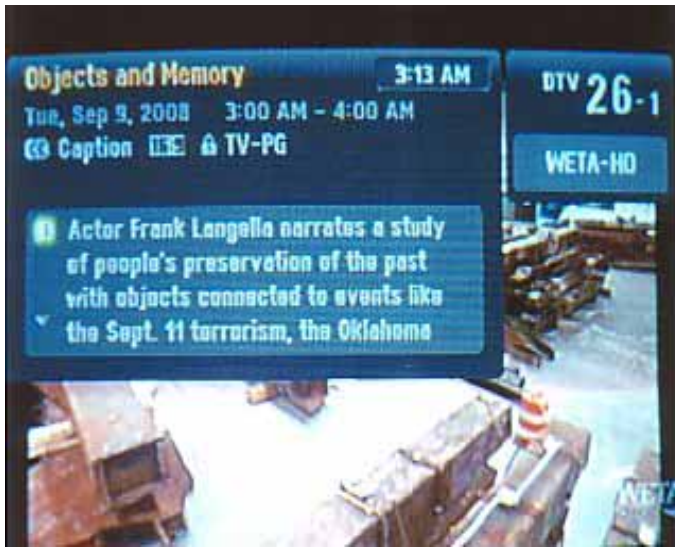 Objects and Memory
3:13 AM
DTV 26-1
Tue, Sep 9, 2008 3:00 AM - 4:00 AM
CC Caption TV-PG
WETA-HD
i Actor Frank Langella narrates a study
of people's preservation of the past
with objects connected to events like
the Sept. 11 terrorism, the Oklahoma
WETA